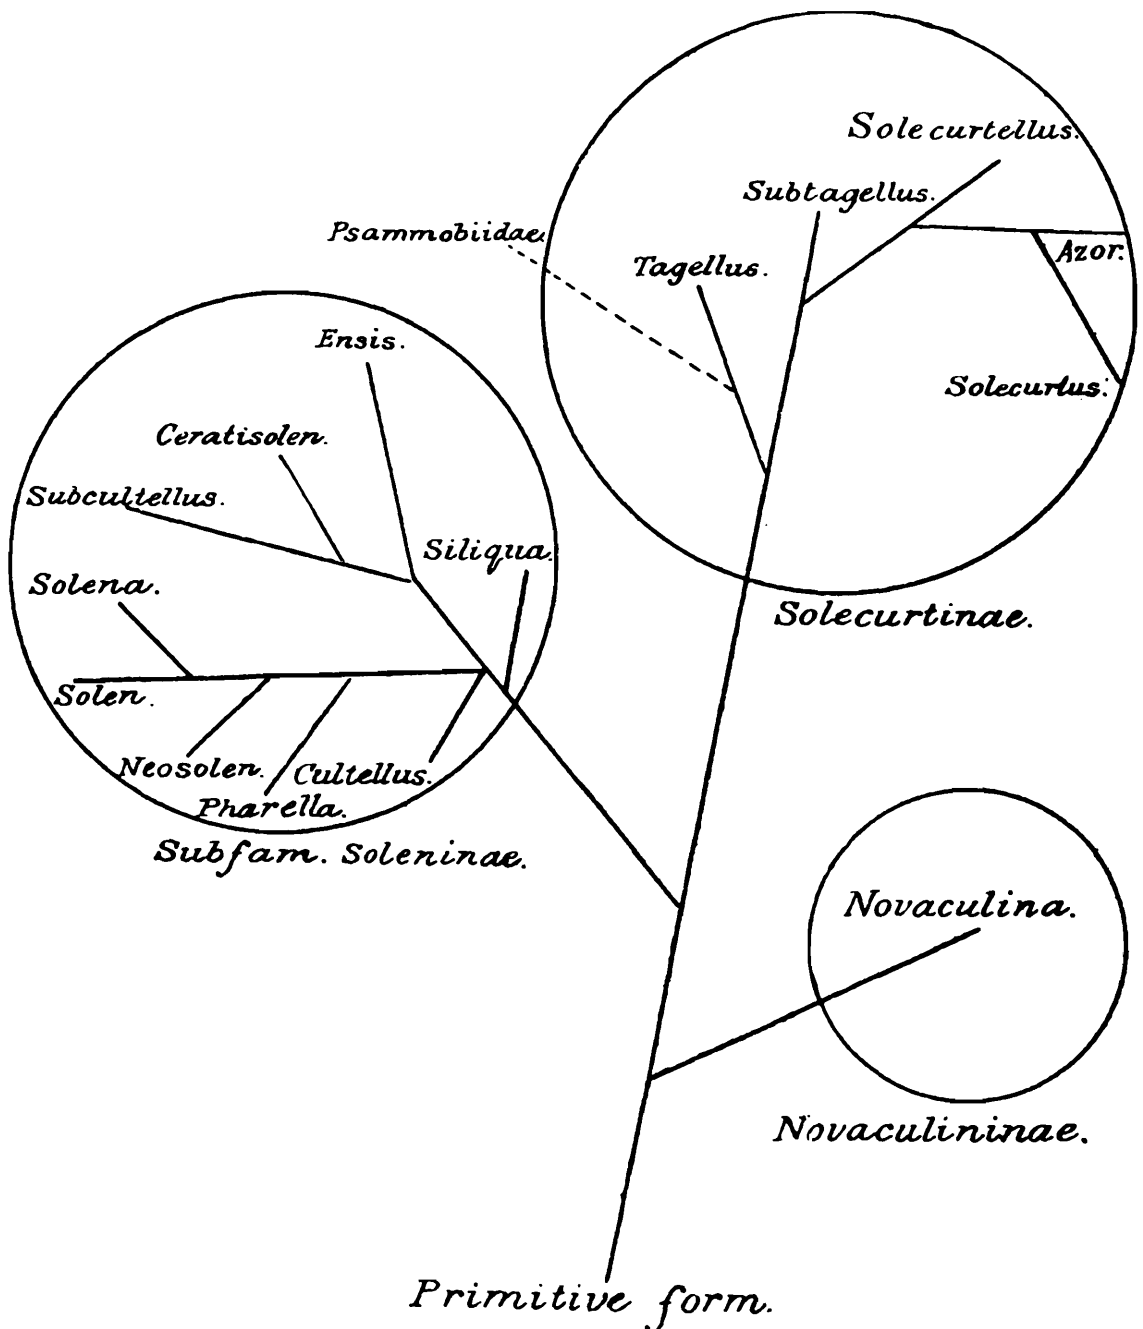 Solecurtellus.
Subtagellus.
Psammobiidae.
Azor.
Tagellus.
Ensis.
Solecurtus.
Ceratisolen.
Subcultellus.
Siliqua.
Solena.
Solecurtinae.
Solen.
Neosolen.
Cultellus.
Pharella.
Subfam. Soleninae.
Novaculina.
Novaculininae.
Primitive form.